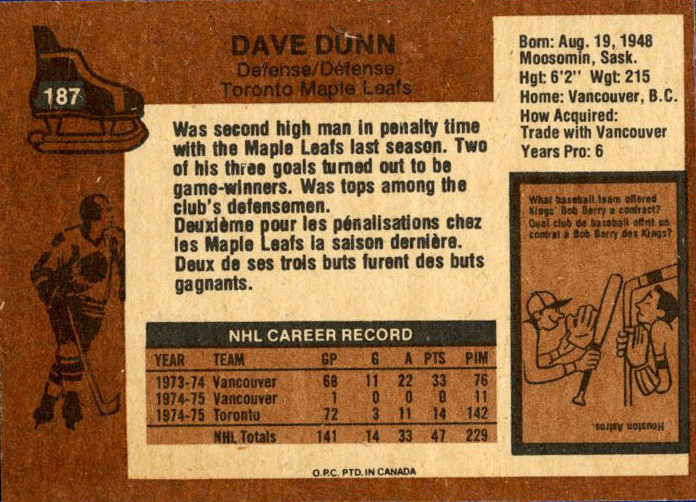 187
DAVE DUNN
Defense/Défense
Toronto Maple Leafs
Was second high man in penalty time
with the Maple Leafs last season. Two
of his three goals turned out to be
game-winners. Was tops among the
club's defensemen.
Deuxième pour les pénalisations chez
les Maple Leafs la saison dernière.
Deux de ses trois buts furent des buts
gagnants.
Born: Aug. 19, 1948
Moosomin, Sask.
Hgt: 6'2" Wgt: 215
Home: Vancouver, B.C.
How Acquired:
Trade with Vancouver
Years Pro: 6
What baseball team offered
Kings' Bob Berry a contract?
Quel club de baseball offrit un
contrat à Bob Berry des Kings?
Houston Astros
NHL CAREER RECORD
YEAR TEAM GP G A PTS PIM
1973-74 Vancouver 68 11 22 33 76
1974-75 Vancouver 1 0 0 0 11
1974-75 Toronto 72 3 11 14 142
NHL Totals 141 14 33 47 229
O.P.C. PTD. IN CANADA